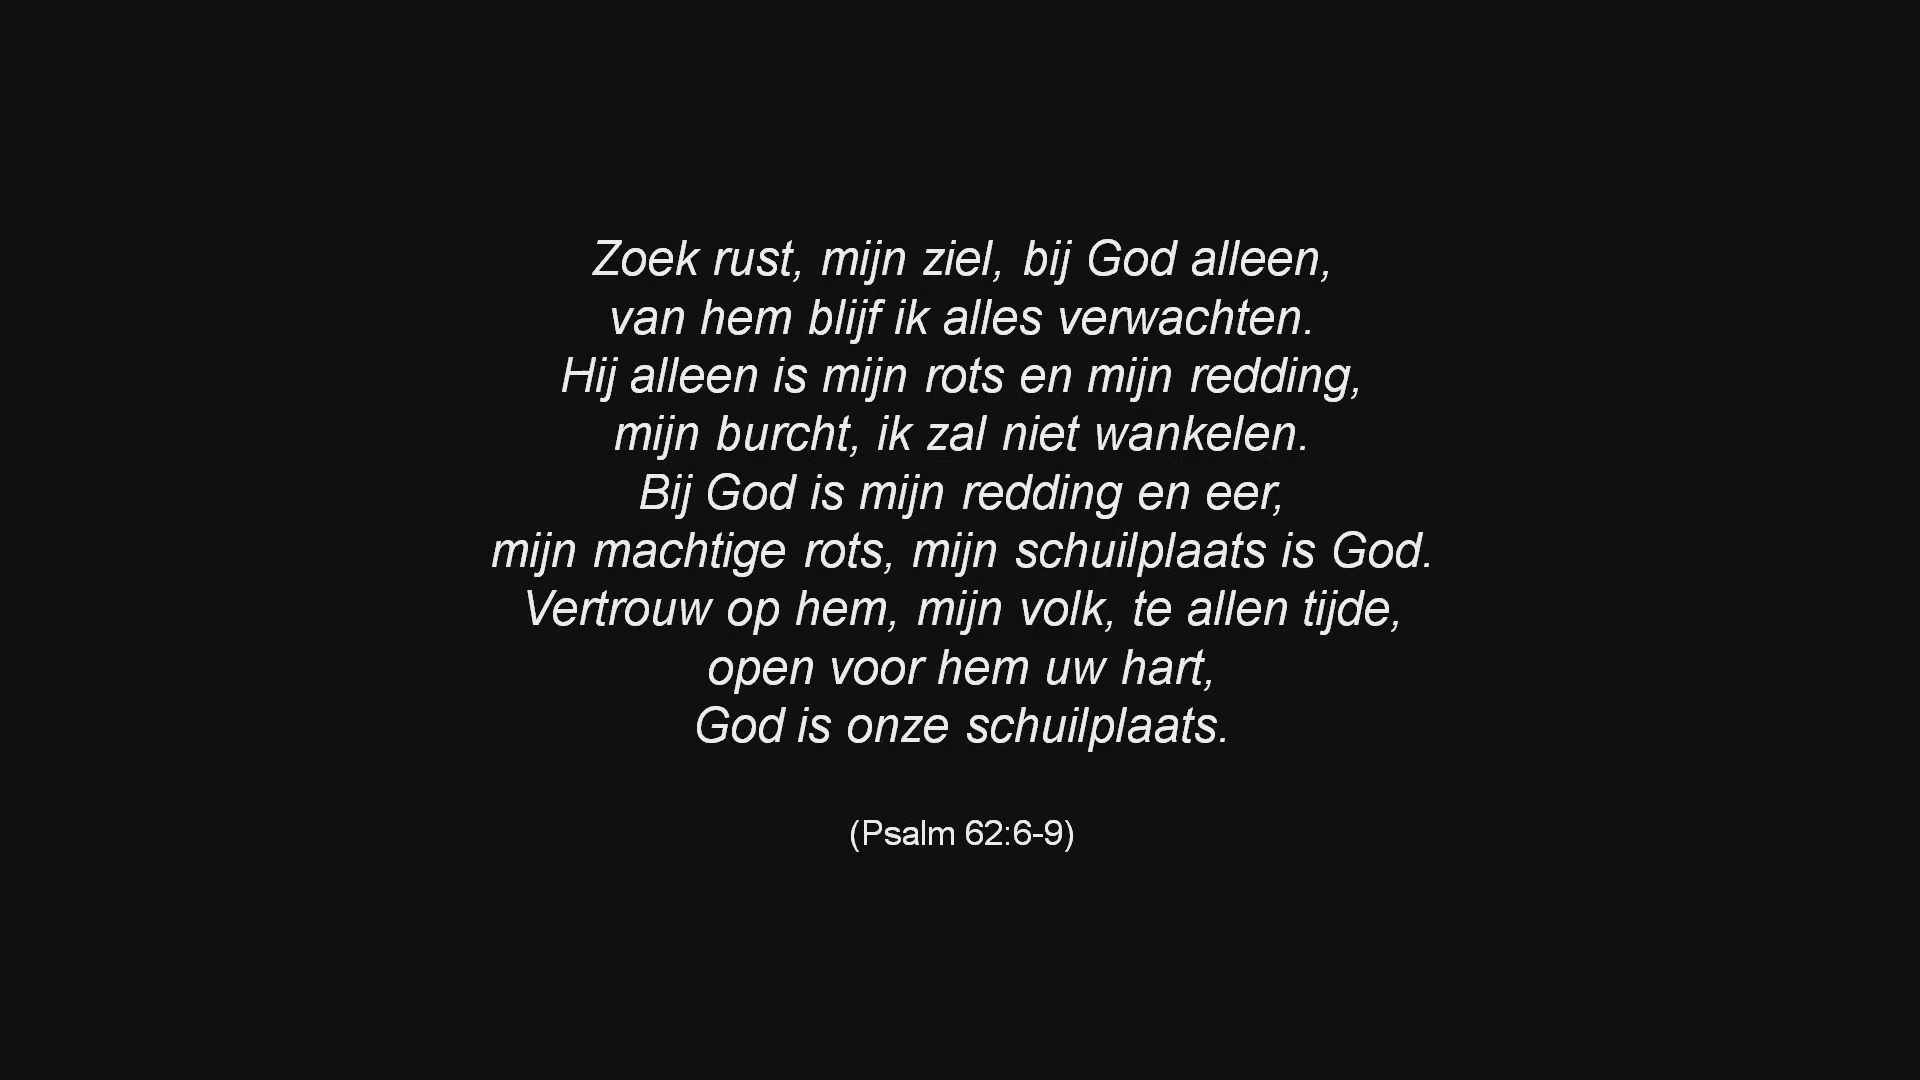 Zoek rust, mijn ziel, bij God alleen,
van hem blijf ik alles verwachten.
Hij alleen is mijn rots en mijn redding,
mijn burcht, ik zal niet wankelen.
Bij God is mijn redding en eer,
mijn machtige rots, mijn schuilplaats is God.
Vertrouw op hem, mijn volk, te allen tijde,
open voor hem uw hart,
God is onze schuilplaats.
(Psalm 62:6-9)